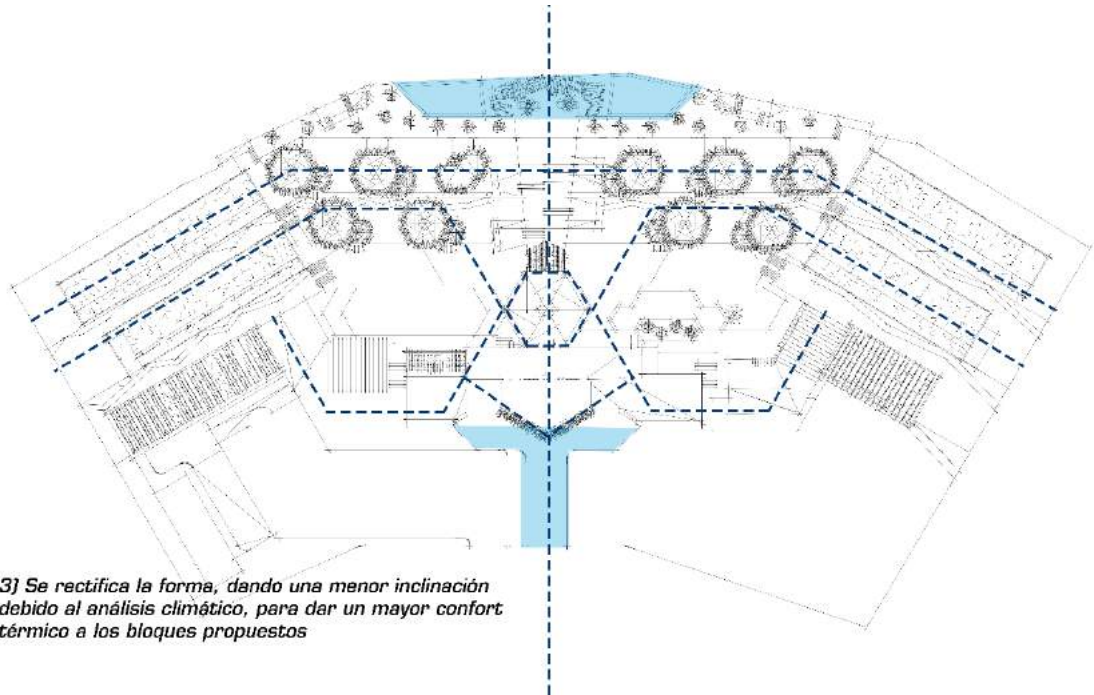 3) Se rectifica la forma, dando una menor inclinación
debido al análisis climático, para dar un mayor confort
térmico a los bloques propuestos